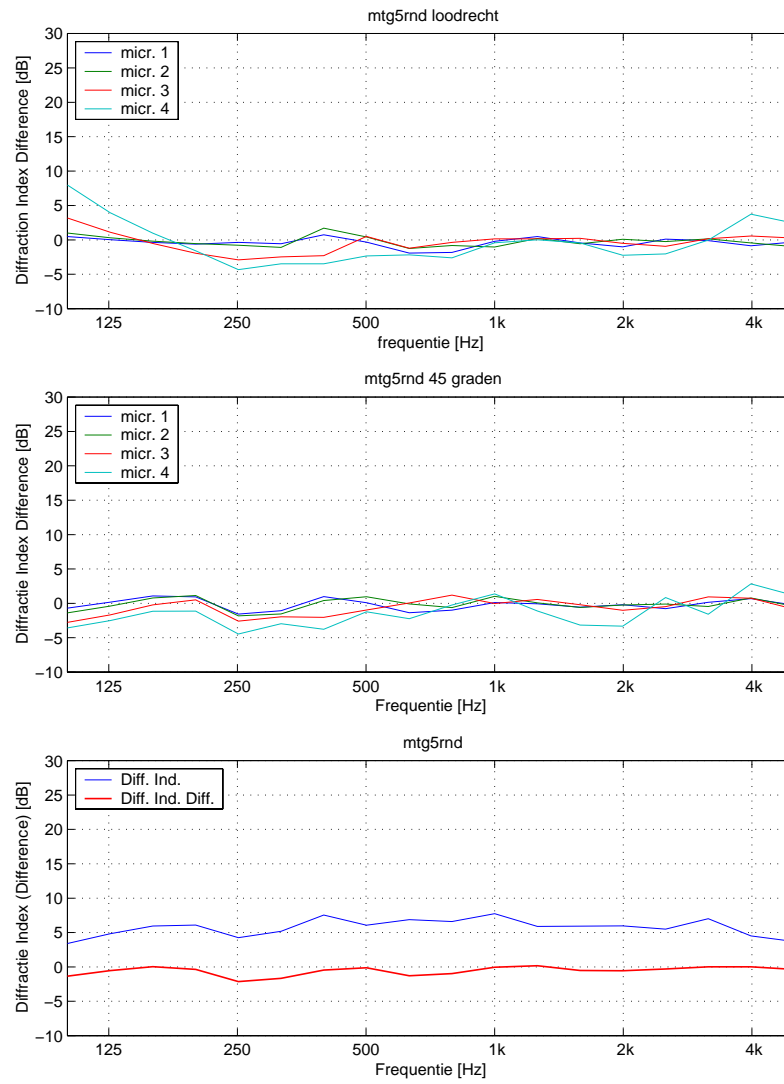 mtg5rnd loodrecht
Diffraction Index Difference [dB]
30
25
20
15
10
5
0
−5
−10
micr. 1
micr. 2
micr. 3
micr. 4
125 250 500 1k 2k 4k
frequentie [Hz]
mtg5rnd 45 graden
Diffractie Index Difference [dB]
30
25
20
15
10
5
0
−5
−10
micr. 1
micr. 2
micr. 3
micr. 4
125 250 500 1k 2k 4k
Frequentie [Hz]
mtg5rnd
Diffractie Index (Difference) [dB]
30
25
20
15
10
5
0
−5
−10
Diff. Ind.
Diff. Ind. Diff.
125 250 500 1k 2k 4k
Frequentie [Hz]